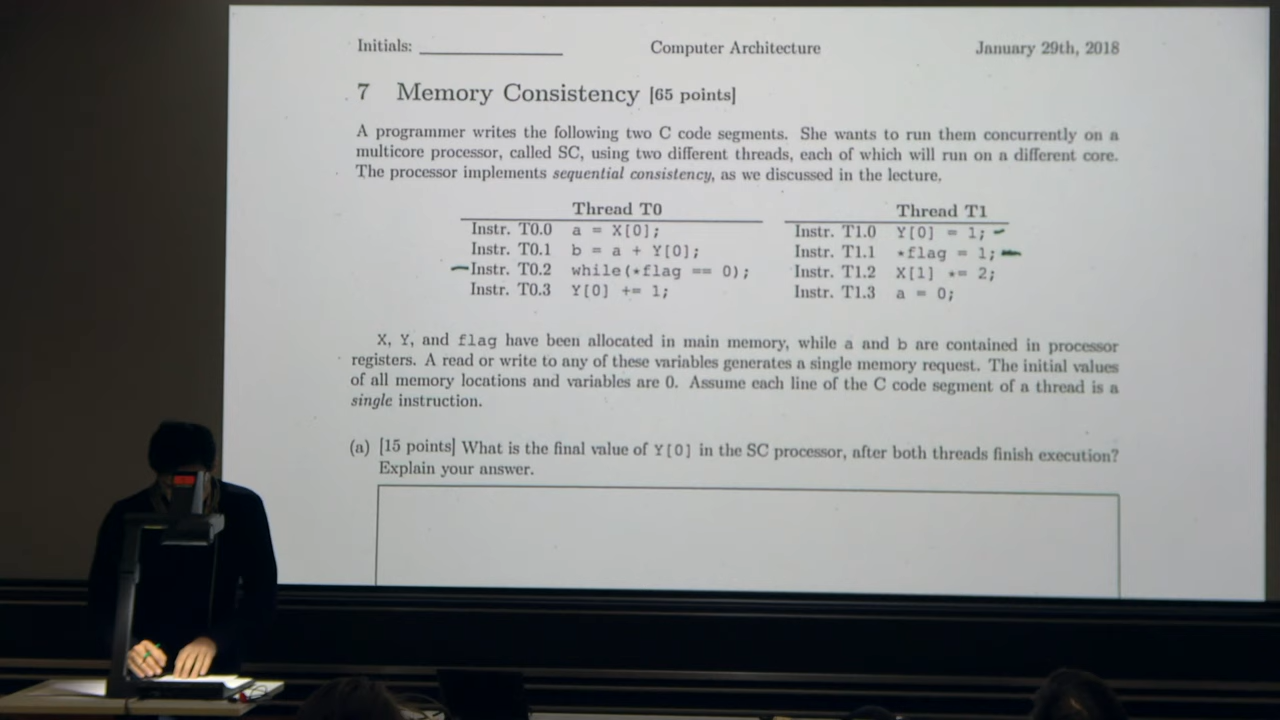 Initials: Computer Architecture January 29th, 2018
7 Memory Consistency [65 points]
A programmer writes the following two C code segments. She wants to run them concurrently on a
multicore processor, called SC, using two different threads, each of which will run on a different core.
The processor implements sequential consistency, as we discussed in the lecture.
Thread T0 Thread T1
Instr. T0.0 a = X[0]; Instr. T1.0 Y[0] = 1;
Instr. T0.1 b = a + Y[0]; Instr. T1.1 *flag = 1;
Instr. T0.2 while(*flag == 0); Instr. T1.2 X[1] *= 2;
Instr. T0.3 Y[0] += 1; Instr. T1.3 a = 0;
X, Y, and flag have been allocated in main memory, while a and b are contained in processor
registers. A read or write to any of these variables generates a single memory request. The initial values
of all memory locations and variables are 0. Assume each line of the C code segment of a thread is a
single instruction.
(a) [15 points] What is the final value of Y[0] in the SC processor, after both threads finish execution?
Explain your answer.